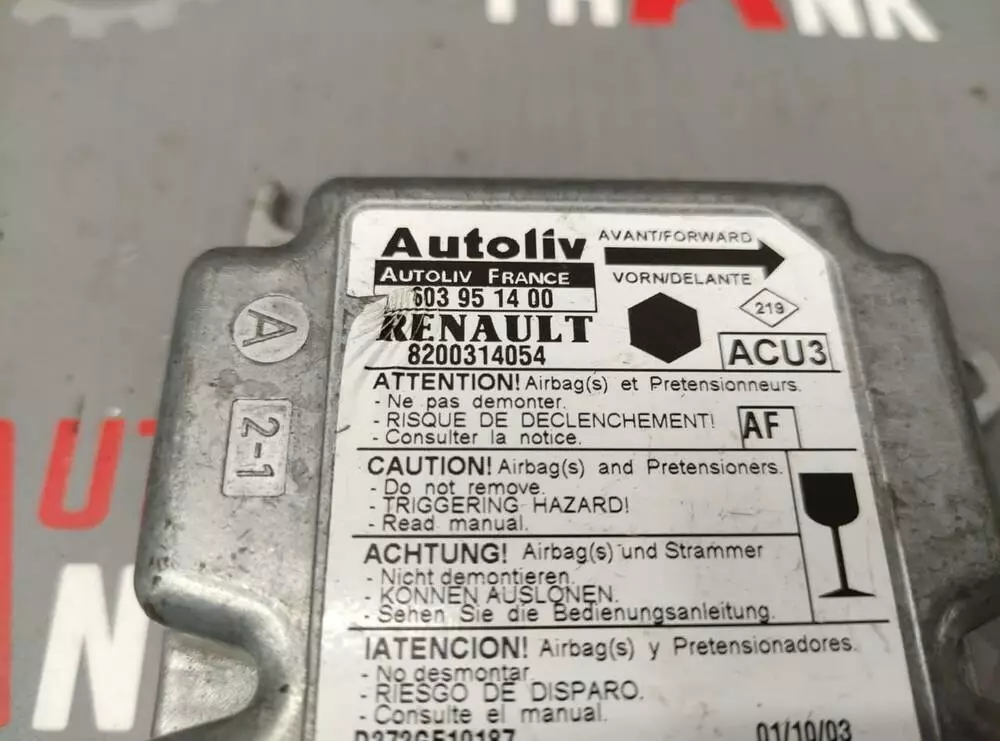 Autoliv
AUTOLIV FRANCE
603 95 14 00
AVANT/FORWARD
VORN/DELANTE
219
RENAULT
8200314054
ACU3
ATTENTION! Airbag(s) et Pretensionneurs.
- Ne pas demonter.
- RISQUE DE DECLENCHEMENT!
- Consulter la notice.
AF
CAUTION! Airbag(s) and Pretensioners.
- Do not remove.
- TRIGGERING HAZARD!
- Read manual.
ACHTUNG! Airbag(s) und Strammer
- Nicht demontieren.
- KONNEN AUSLONEN.
- Sehen Sie die Bedienungsanleitung.
IATENCION! Airbag(s) y Pretensionadores.
- No desmontar.
- RIESGO DE DISPARO.
- Consulte el manual.
01/10/03
A
2-1